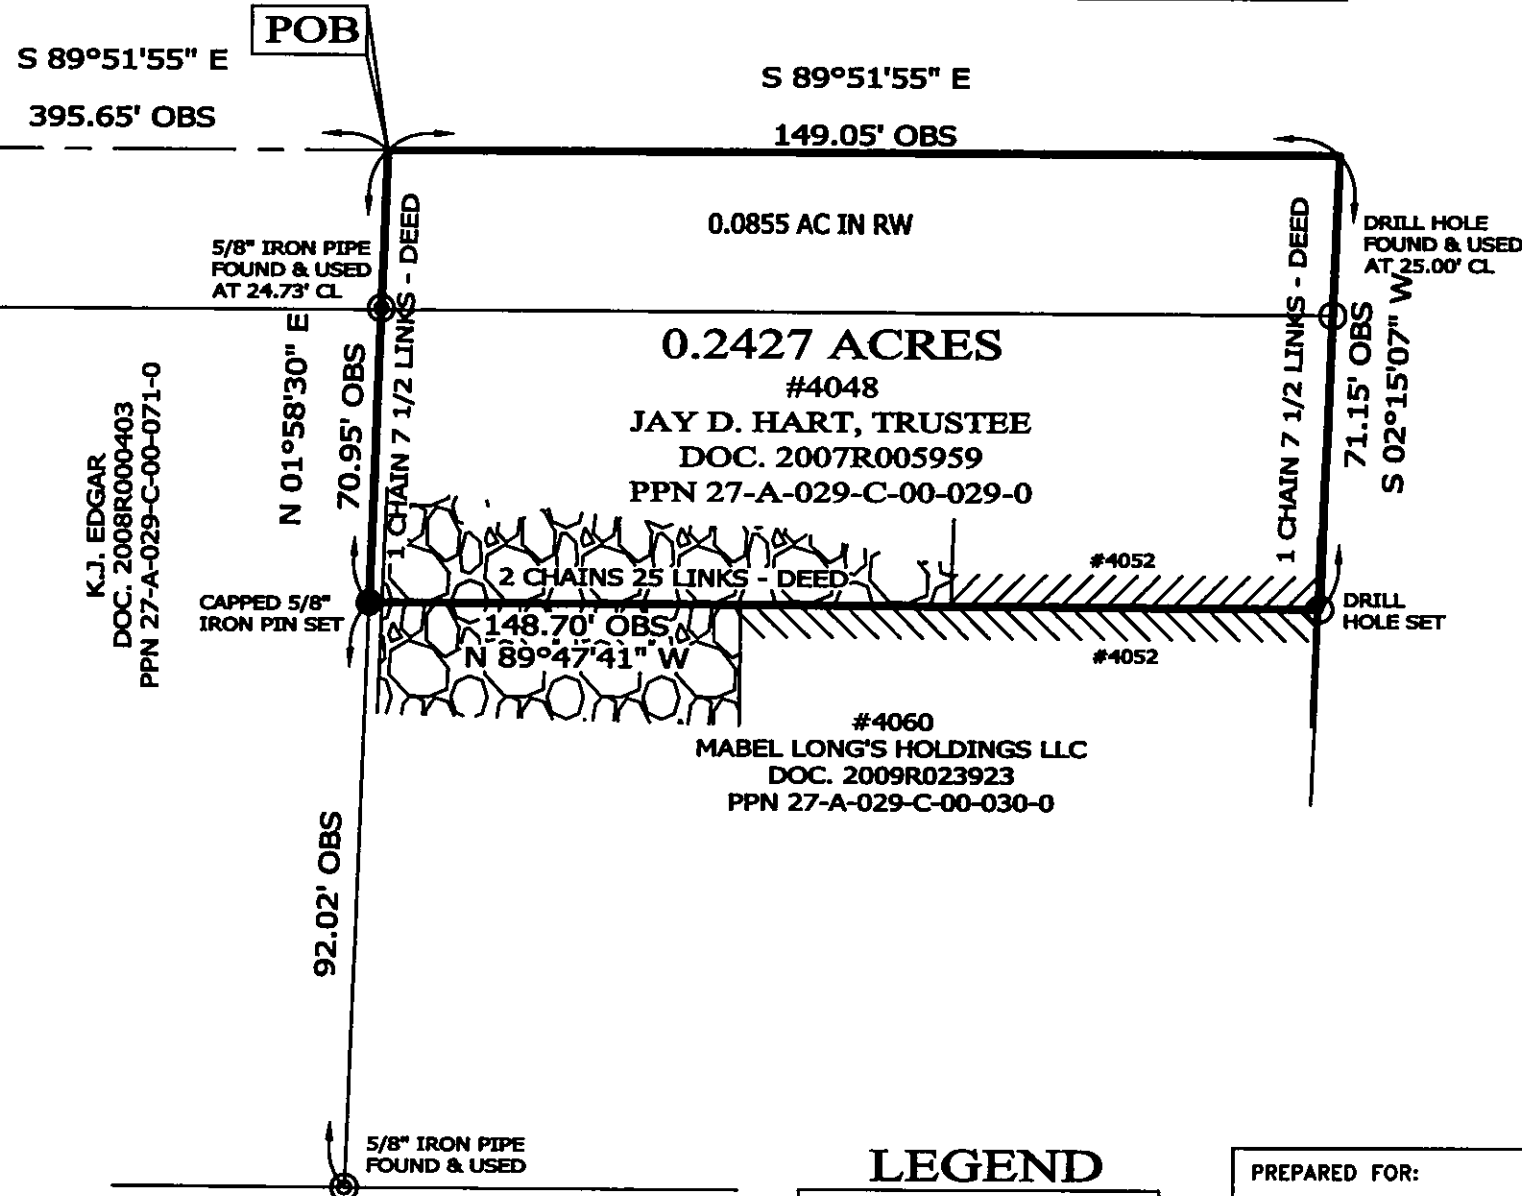 POB
S 89°51'55" E
395.65' OBS
S 89°51'55" E
149.05' OBS
0.0855 AC IN RW
5/8" IRON PIPE
FOUND & USED
AT 24.73' CL
DRILL HOLE
FOUND & USED
AT 25.00' CL
1 CHAIN 7 1/2 LINKS - DEED
1 CHAIN 7 1/2 LINKS - DEED
N 01°58'30" E
70.95' OBS
71.15' OBS
S 02°15'07" W
0.2427 ACRES
#4048
JAY D. HART, TRUSTEE
DOC. 2007R005959
PPN 27-A-029-C-00-029-0
K.J. EDGAR
DOC. 2008R000403
PPN 27-A-029-C-00-071-0
2 CHAINS 25 LINKS - DEED
#4052
CAPPED 5/8"
IRON PIN SET
148.70' OBS
N 89°47'41" W
DRILL
HOLE SET
#4052
#4060
MABEL LONG'S HOLDINGS LLC
DOC. 2009R023923
PPN 27-A-029-C-00-030-0
92.02' OBS
5/8" IRON PIPE
FOUND & USED
LEGEND
PREPARED FOR: